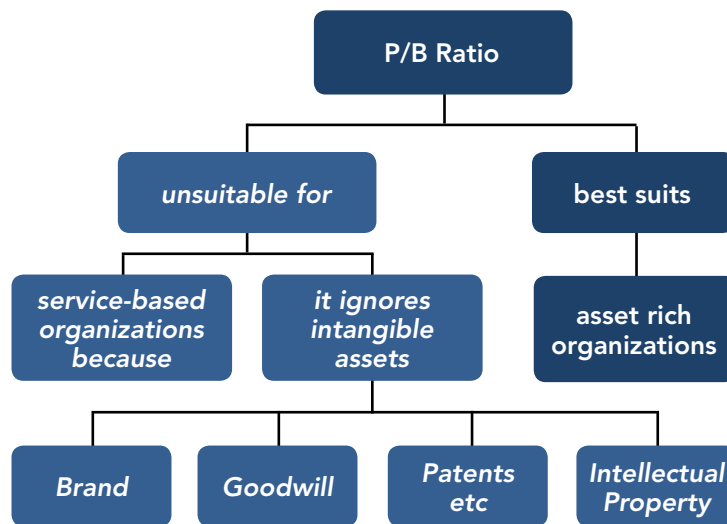 P/B Ratio
unsuitable for
best suits
service-based
organizations
because
it ignores
intangible
assets
asset rich
organizations
Brand
Goodwill
Patents
etc
Intellectual
Property